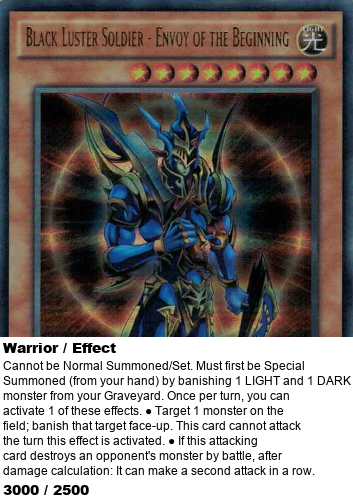 Black Luster Soldier - Envoy of the Beginning
LIGHT
光
Warrior / Effect
Cannot be Normal Summoned/Set. Must first be Special
Summoned (from your hand) by banishing 1 LIGHT and 1 DARK
monster from your Graveyard. Once per turn, you can
activate 1 of these effects. ● Target 1 monster on the
field; banish that target face-up. This card cannot attack
the turn this effect is activated. ● If this attacking
card destroys an opponent's monster by battle, after
damage calculation: It can make a second attack in a row.
3000 / 2500